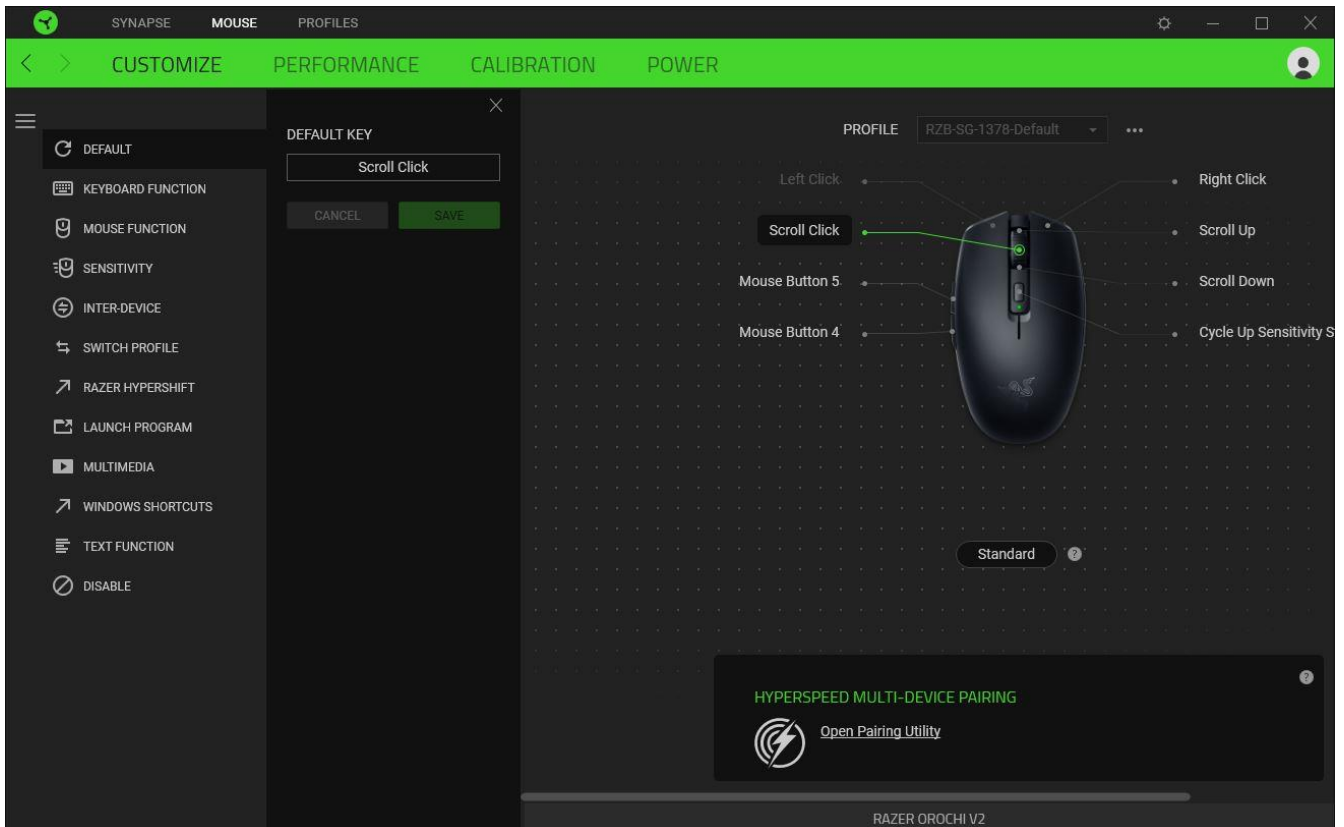 SYNAPSE MOUSE PROFILES
CUSTOMIZE PERFORMANCE CALIBRATION POWER
DEFAULT
KEYBOARD FUNCTION
MOUSE FUNCTION
SENSITIVITY
INTER-DEVICE
SWITCH PROFILE
RAZER HYPERSHIFT
LAUNCH PROGRAM
MULTIMEDIA
WINDOWS SHORTCUTS
TEXT FUNCTION
DISABLE
DEFAULT KEY
Scroll Click
CANCEL SAVE
PROFILE RZB-SG-1378-Default
Left Click
Scroll Click
Mouse Button 5
Mouse Button 4
Right Click
Scroll Up
Scroll Down
Cycle Up Sensitivity S
Standard ?
HYPERSPEED MULTI-DEVICE PAIRING ?
Open Pairing Utility
RAZER OROCHI V2